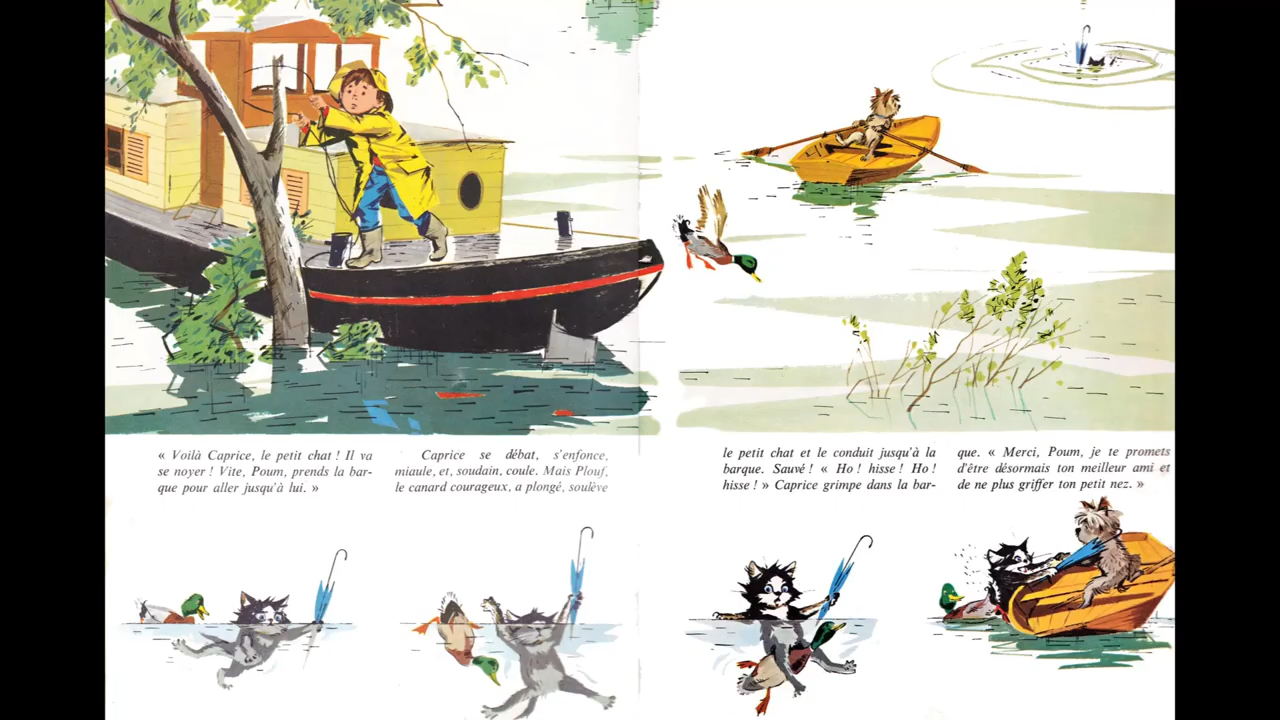 « Voilà Caprice, le petit chat ! Il va
se noyer ! Vite, Poum, prends la bar-
que pour aller jusqu'à lui. »
Caprice se débat, s'enfonce,
miaule, et, soudain, coule. Mais Plouf,
le canard courageux, a plongé, soulève
le petit chat et le conduit jusqu'à la
barque. Sauvé ! « Ho ! hisse ! Ho !
hisse ! » Caprice grimpe dans la bar-
que. « Merci, Poum, je te promets
d'être désormais ton meilleur ami et
de ne plus griffer ton petit nez. »